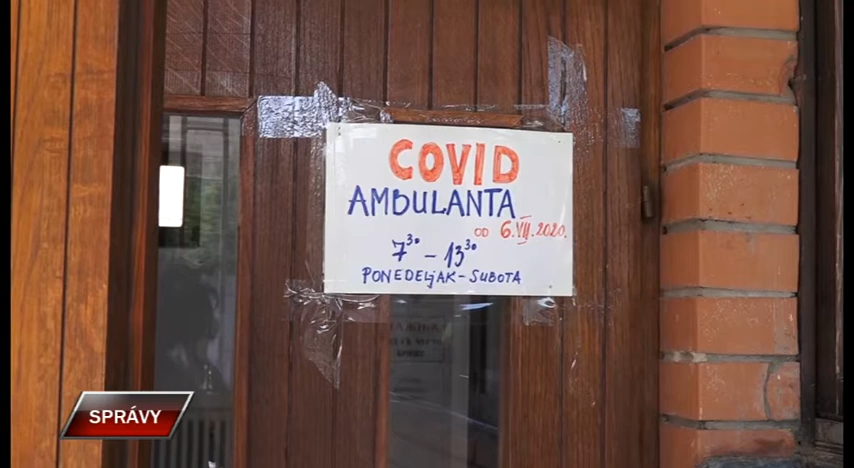 COVID
AMBULANTA
OD 6.VII.2020.
7³⁰ - 13³⁰
PONEDELJAK - SUBOTA
SPRÁVY